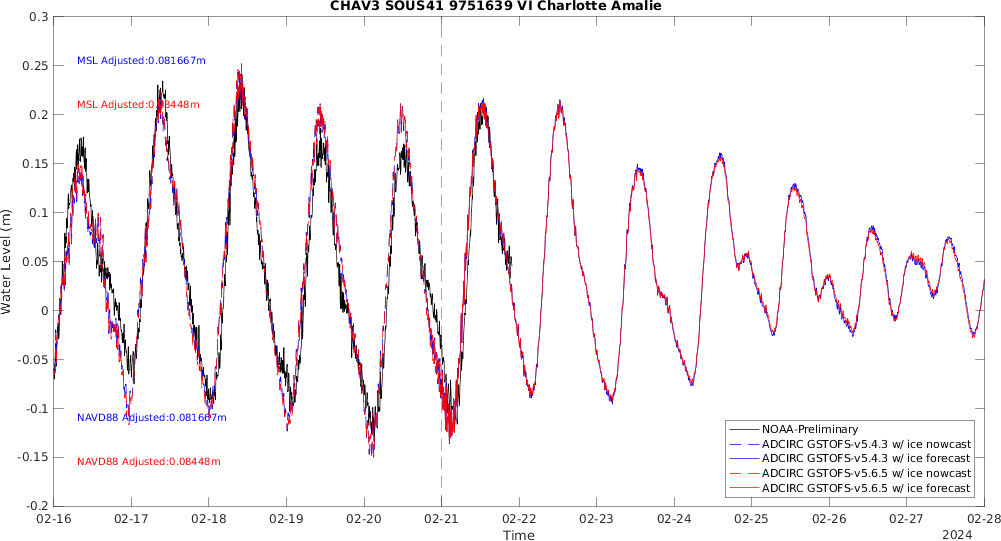 CHAV3 SOUS41 9751639 VI Charlotte Amalie
0.3
0.25
0.2
0.15
0.1
0.05
0
-0.05
-0.1
-0.15
-0.2
Water Level (m)
MSL Adjusted:0.081667m
MSL Adjusted:0.08448m
NAVD88 Adjusted:0.081667m
NAVD88 Adjusted:0.08448m
NOAA-Preliminary
ADCIRC GSTOFS-v5.4.3 w/ ice nowcast
ADCIRC GSTOFS-v5.4.3 w/ ice forecast
ADCIRC GSTOFS-v5.6.5 w/ ice nowcast
ADCIRC GSTOFS-v5.6.5 w/ ice forecast
02-16 02-17 02-18 02-19 02-20 02-21 02-22 02-23 02-24 02-25 02-26 02-27 02-28
Time
2024